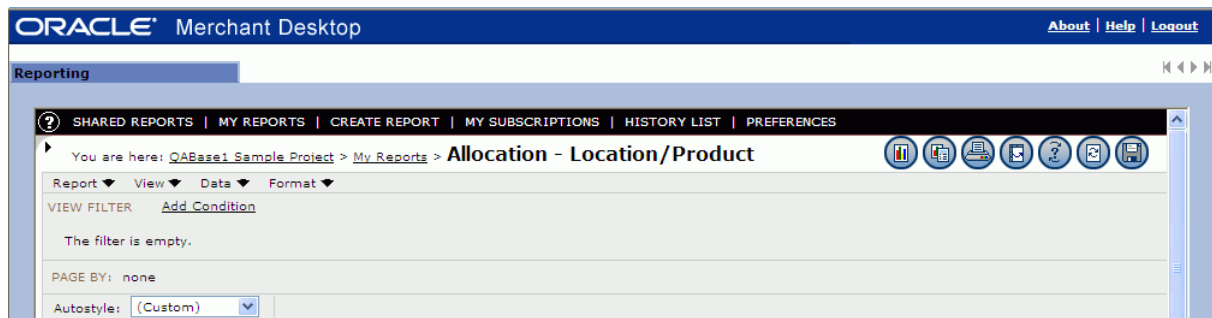 ORACLE Merchant Desktop About | Help | Logout
Reporting
? SHARED REPORTS | MY REPORTS | CREATE REPORT | MY SUBSCRIPTIONS | HISTORY LIST | PREFERENCES
You are here: QABase1 Sample Project > My Reports > Allocation - Location/Product
Report View Data Format
VIEW FILTER Add Condition
The filter is empty.
PAGE BY: none
Autostyle: (Custom)